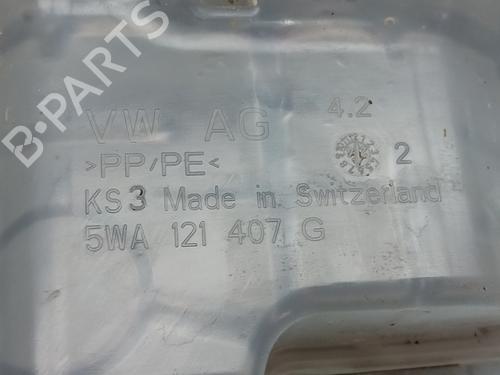 B-PARTS
VW AG 4.2
>PP/PE< 2
KS3 Made in Switzerland
5WA 121 407 G